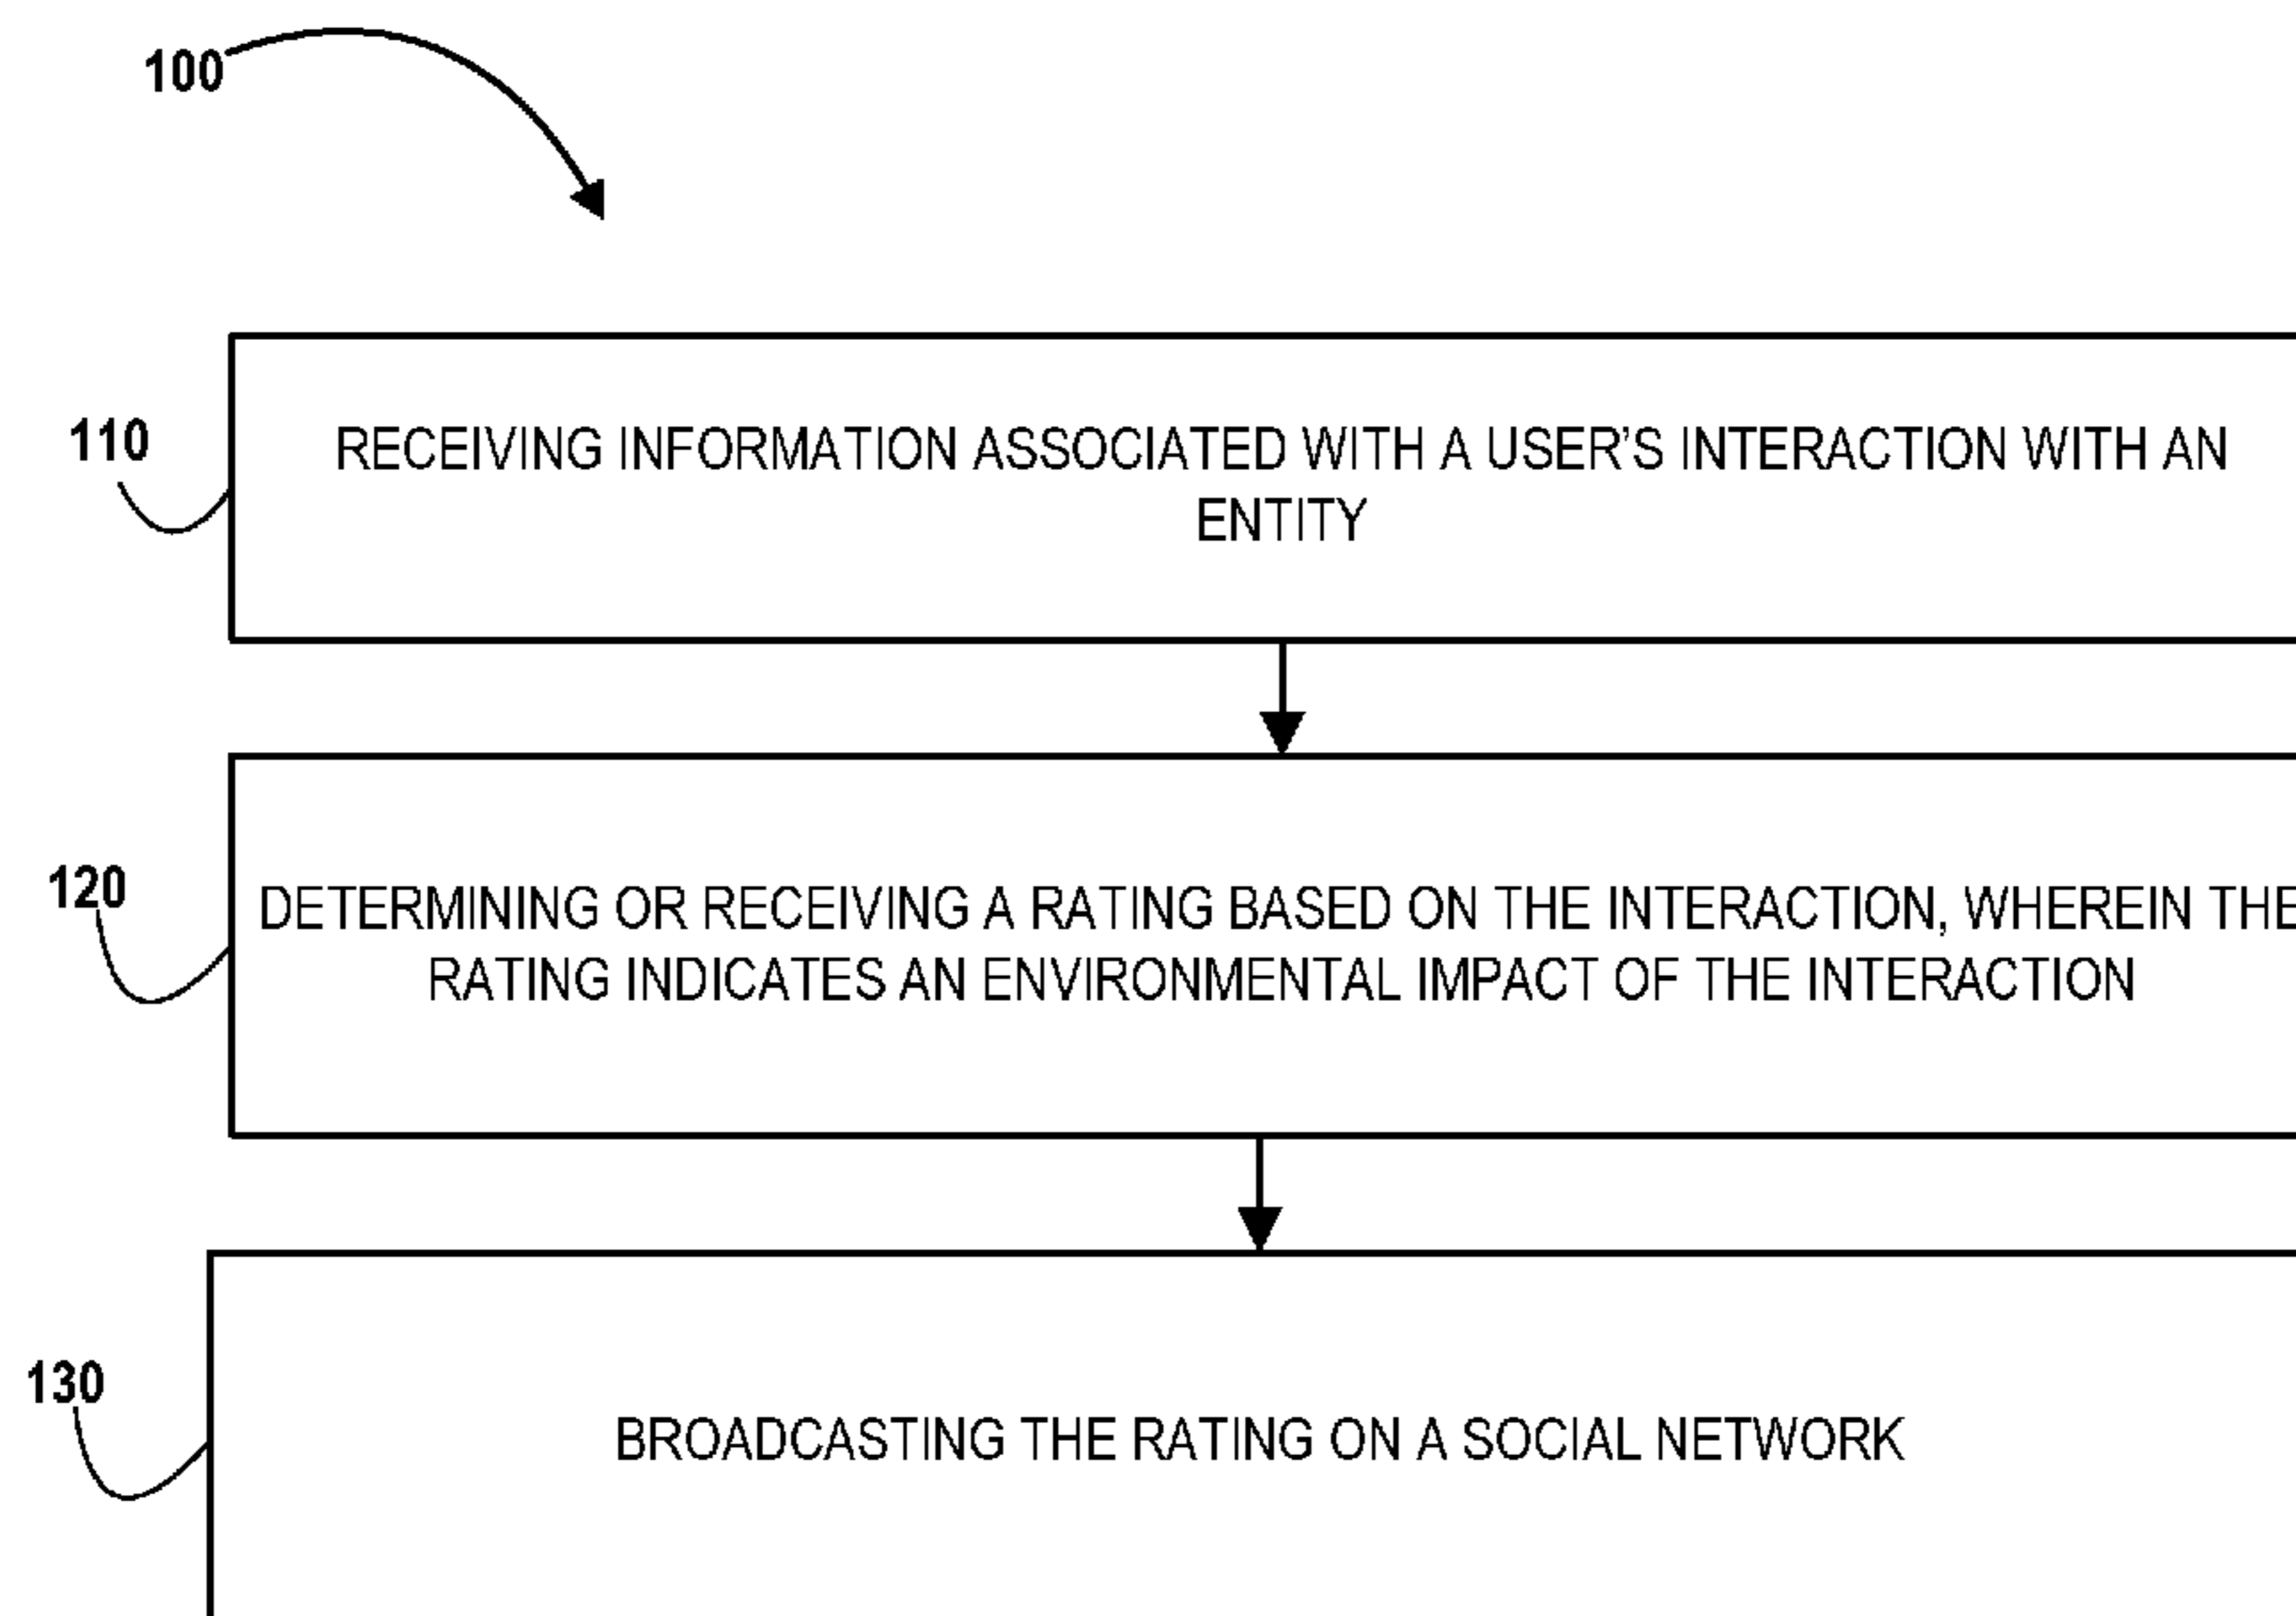 100
110
RECEIVING INFORMATION ASSOCIATED WITH A USER'S INTERACTION WITH AN
ENTITY
120
DETERMINING OR RECEIVING A RATING BASED ON THE INTERACTION, WHEREIN THE
RATING INDICATES AN ENVIRONMENTAL IMPACT OF THE INTERACTION
130
BROADCASTING THE RATING ON A SOCIAL NETWORK